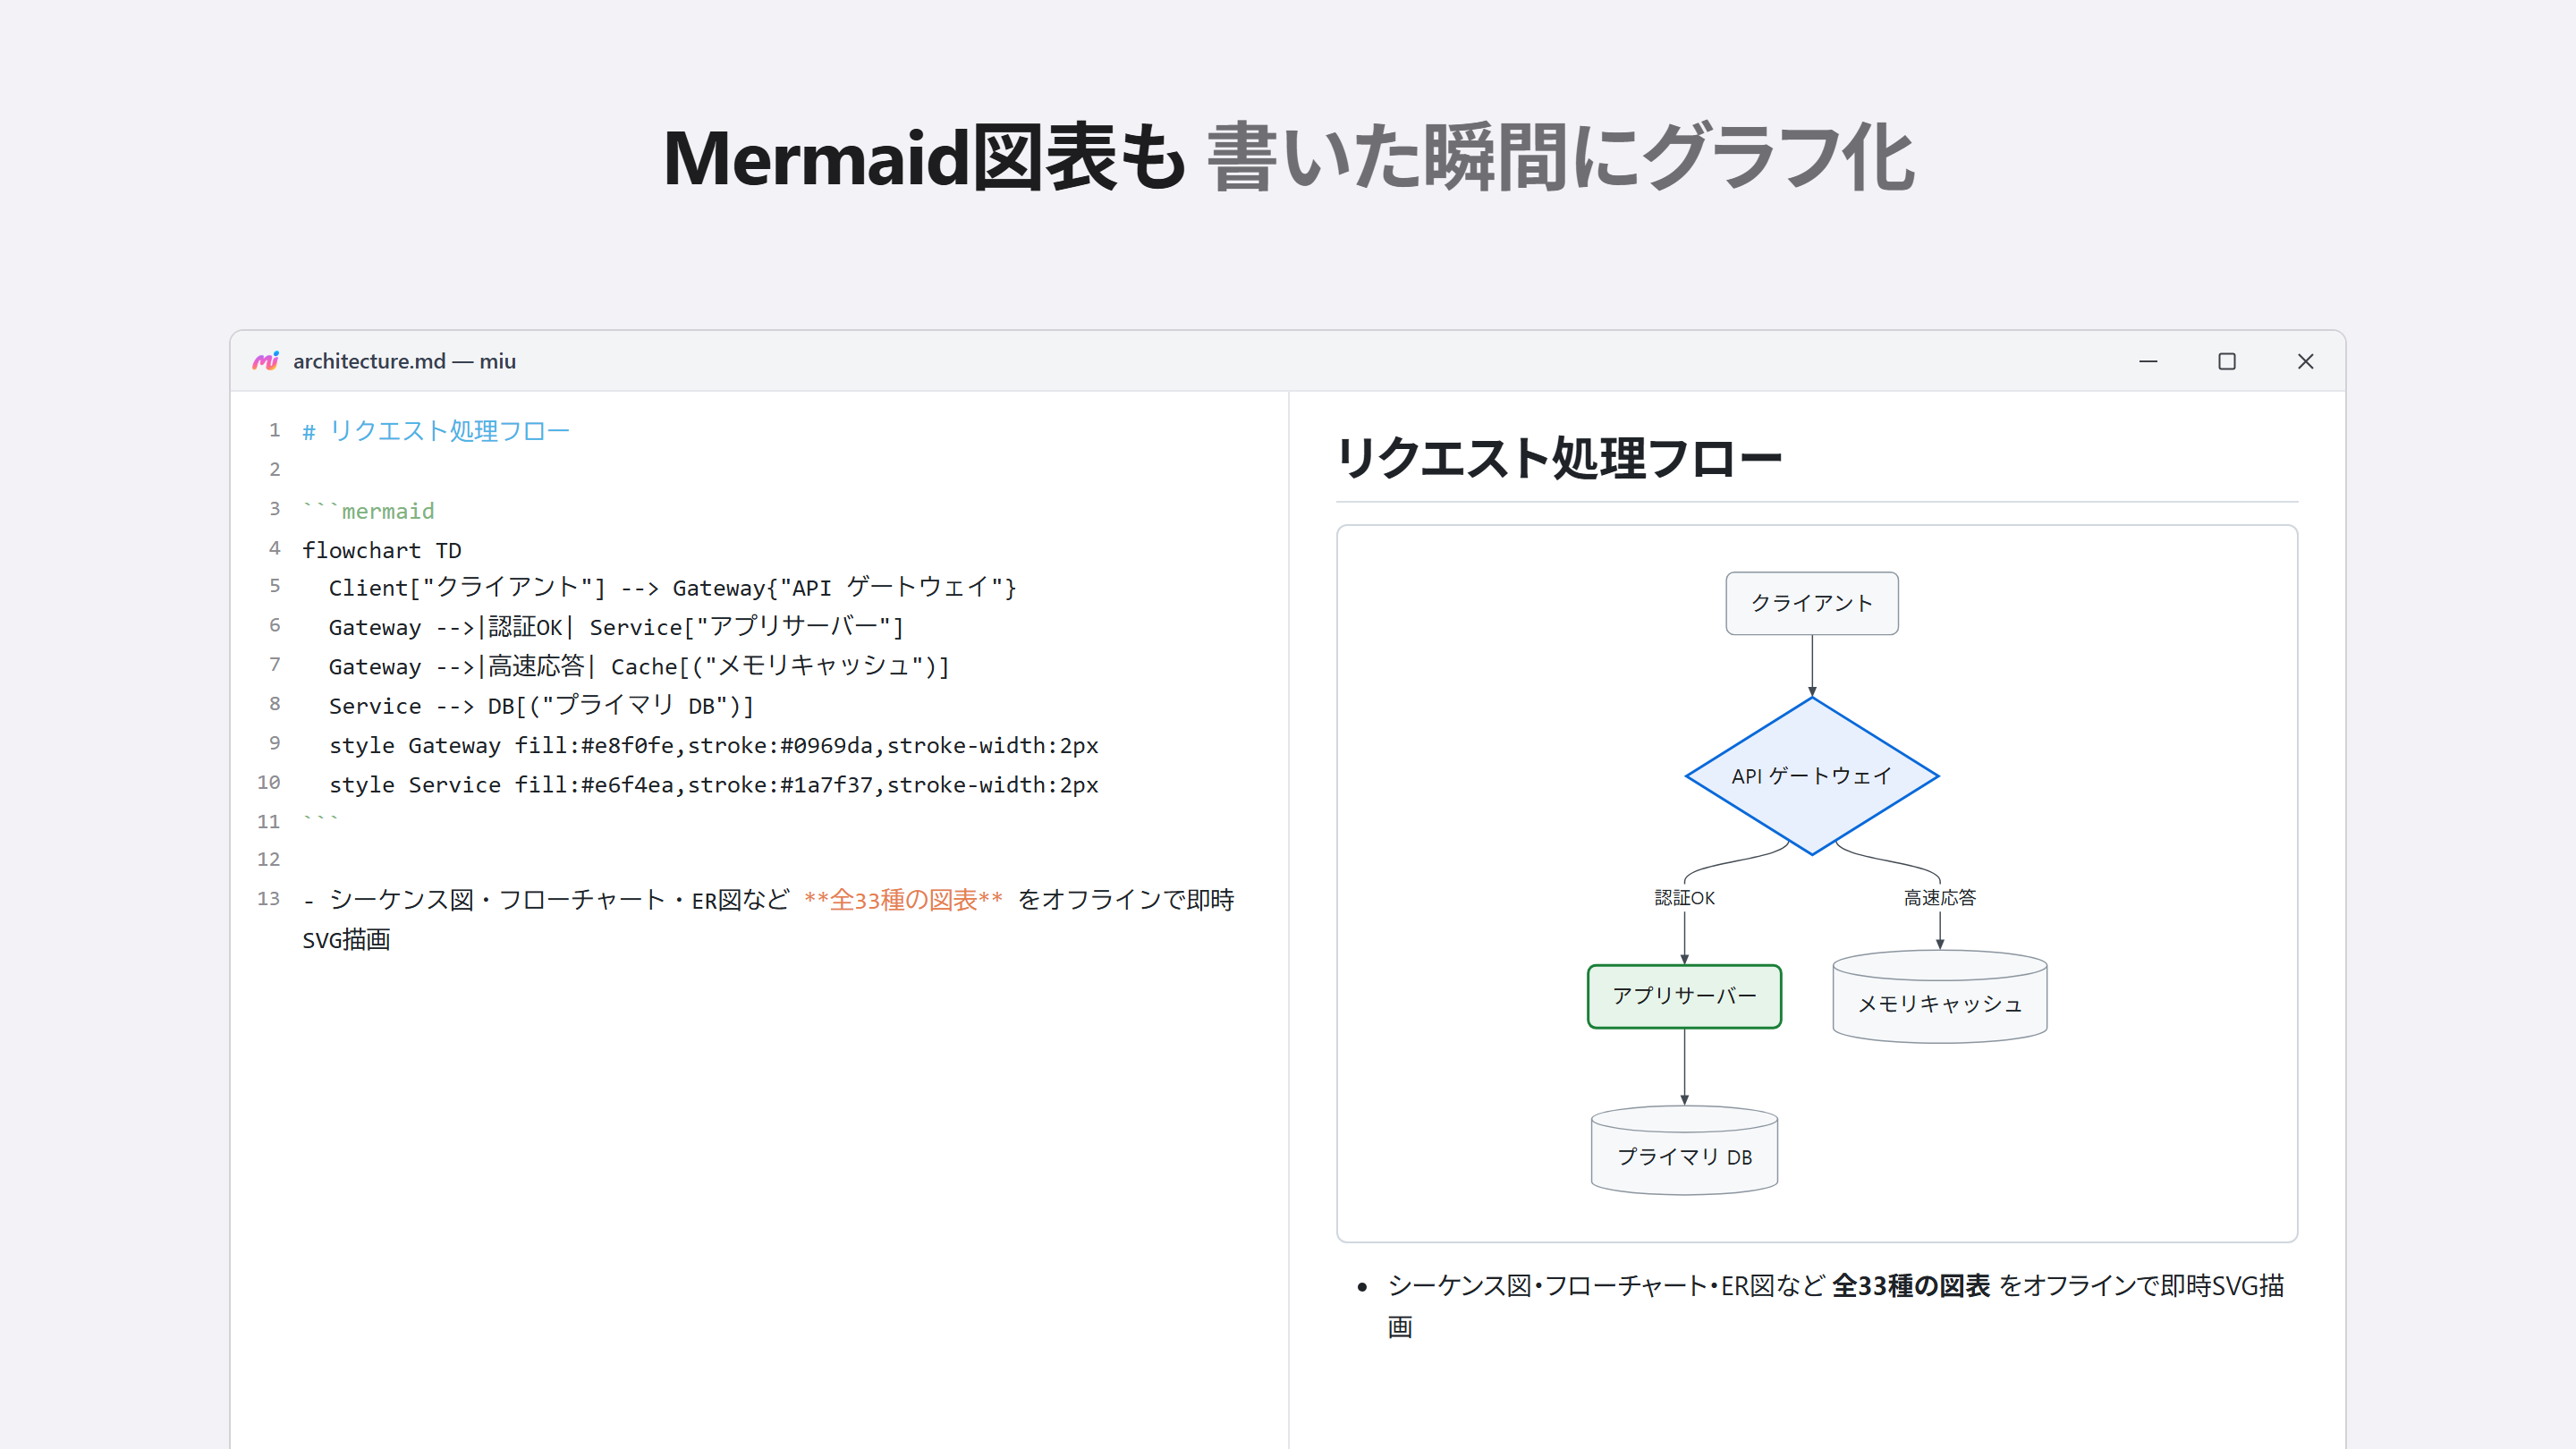 Mermaid図表も 書いた瞬間にグラフ化
mi architecture.md — miu
1 # リクエスト処理フロー
2
3 ```mermaid
4 flowchart TD
5 Client["クライアント"] --> Gateway{"API ゲートウェイ"}
6 Gateway -->|認証OK| Service["アプリサーバー"]
7 Gateway -->|高速応答| Cache[("メモリキャッシュ")]
8 Service --> DB[("プライマリ DB")]
9 style Gateway fill:#e8f0fe,stroke:#0969da,stroke-width:2px
10 style Service fill:#e6f4ea,stroke:#1a7f37,stroke-width:2px
11 ```
12
13 - シーケンス図・フローチャート・ER図など **全33種の図表** をオフラインで即時
SVG描画
リクエスト処理フロー
クライアント
API ゲートウェイ
認証OK
高速応答
アプリサーバー
メモリキャッシュ
プライマリ DB
• シーケンス図・フローチャート・ER図など 全33種の図表 をオフラインで即時SVG描
画